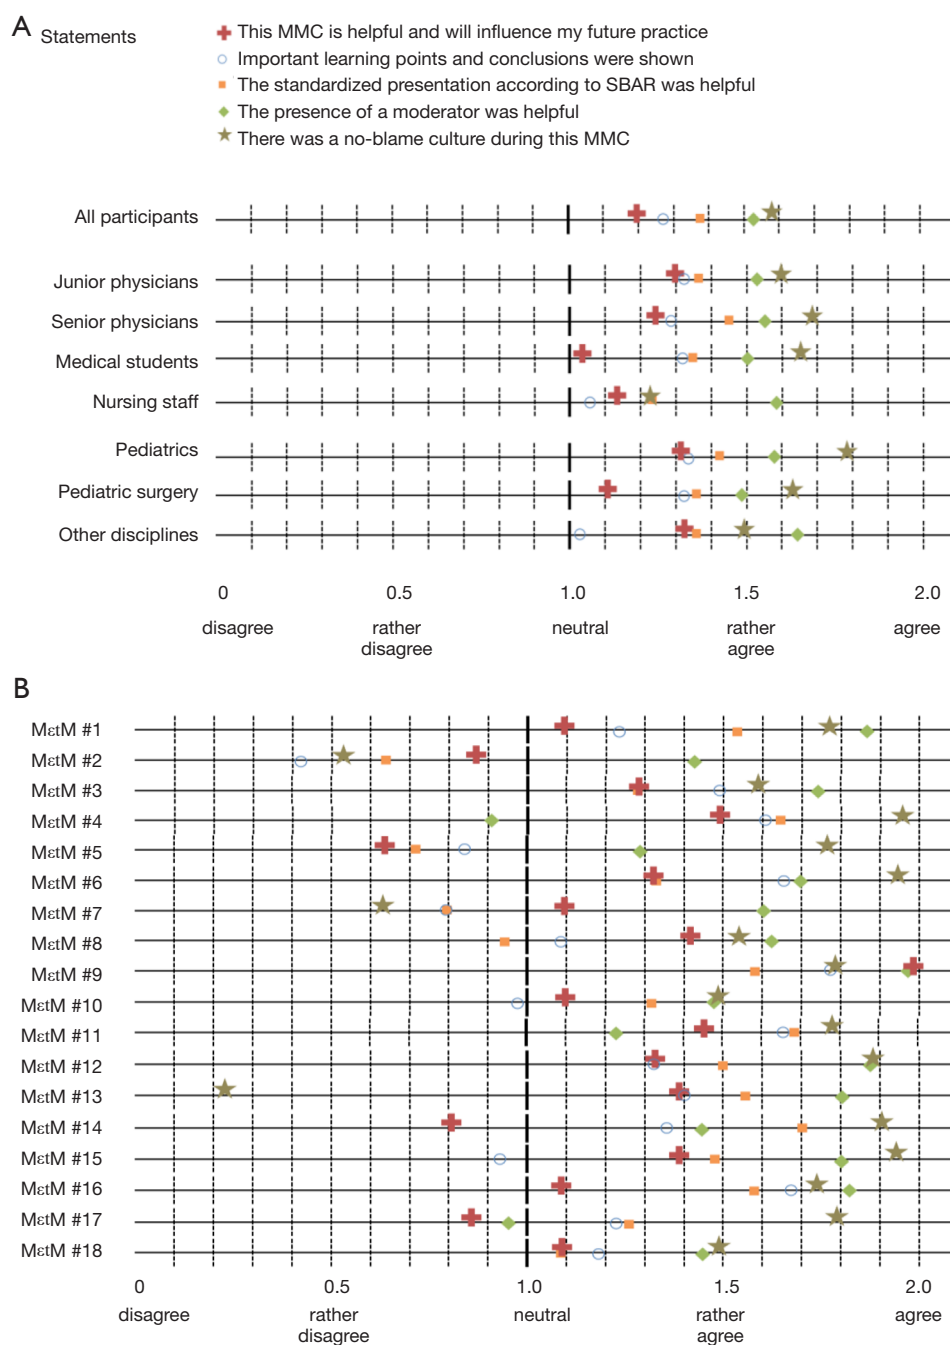 A Statements
This MMC is helpful and will influence my future practice
Important learning points and conclusions were shown
The standardized presentation according to SBAR was helpful
The presence of a moderator was helpful
There was a no-blame culture during this MMC
All participants
Junior physicians
Senior physicians
Medical students
Nursing staff
Pediatrics
Pediatric surgery
Other disciplines
0 0.5 1.0 1.5 2.0
disagree rather disagree neutral rather agree agree
B
MεtM #1
MεtM #2
MεtM #3
MεtM #4
MεtM #5
MεtM #6
MεtM #7
MεtM #8
MεtM #9
MεtM #10
MεtM #11
MεtM #12
MεtM #13
MεtM #14
MεtM #15
MεtM #16
MεtM #17
MεtM #18
0 0.5 1.0 1.5 2.0
disagree rather disagree neutral rather agree agree